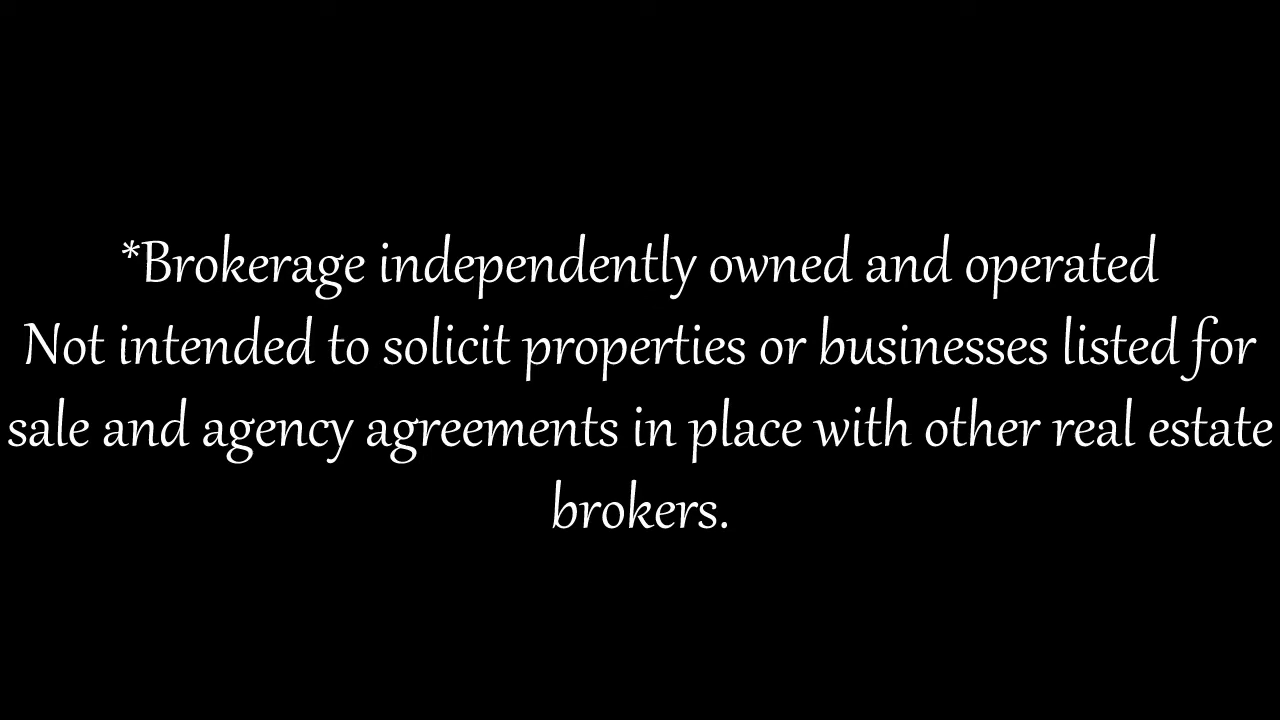 *Brokerage independently owned and operated
Not intended to solicit properties or businesses listed for
sale and agency agreements in place with other real estate
brokers.